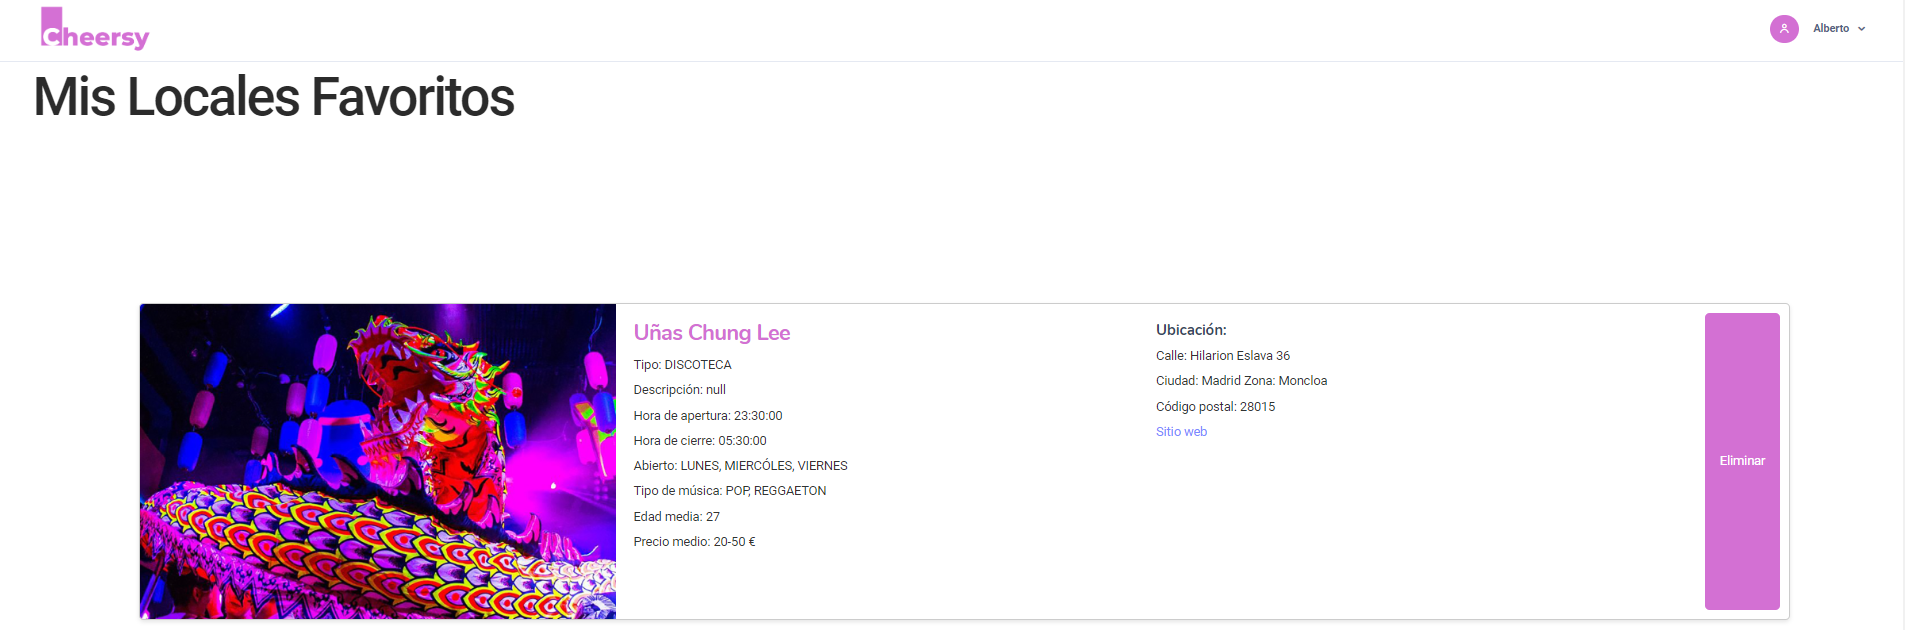 Cheersy
Alberto
Mis Locales Favoritos
Uñas Chung Lee
Tipo: DISCOTECA
Descripción: null
Hora de apertura: 23:30:00
Hora de cierre: 05:30:00
Abierto: LUNES, MIERCÓLES, VIERNES
Tipo de música: POP, REGGAETON
Edad media: 27
Precio medio: 20-50 €
Ubicación:
Calle: Hilarion Eslava 36
Ciudad: Madrid Zona: Moncloa
Código postal: 28015
Sitio web
Eliminar